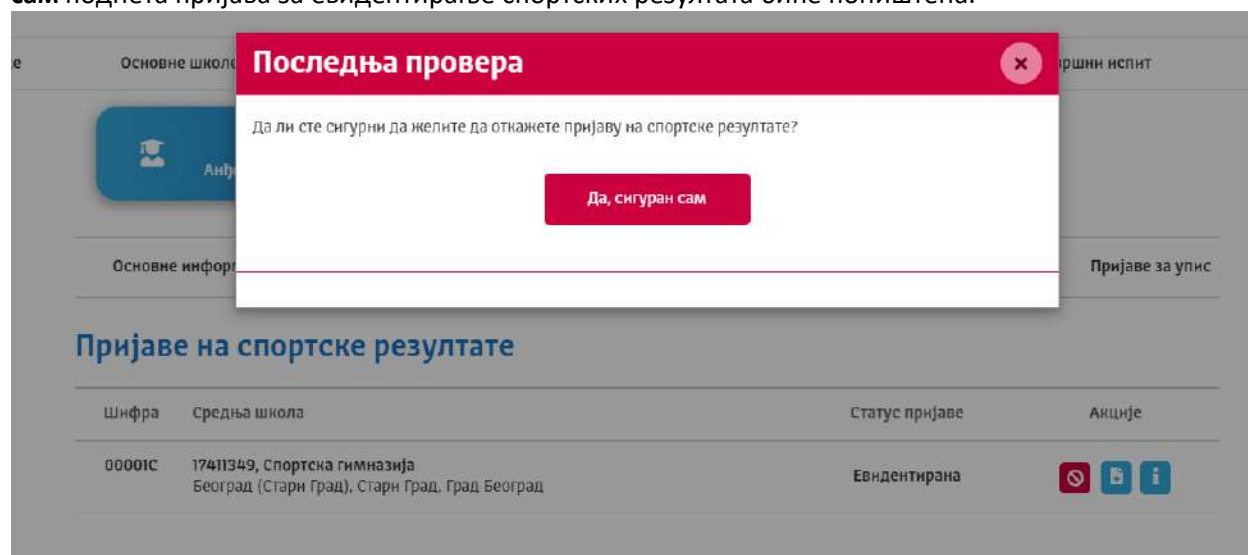 сам поднета пријава за евидентирање спортских резултата биће поништена.
Основне школе
Последња провера
вршни испит
Да ли сте сигурни да желите да откажете пријаву на спортске резултате?
Анђе
Да, сигуран сам
Основне информ
Пријаве за упис
Пријаве на спортске резултате
Шифра Средња школа Статус пријаве Акције
00001C 17411349, Спортска гимназија Евидентирана
Београд (Стари Град), Стари Град, Град Београд